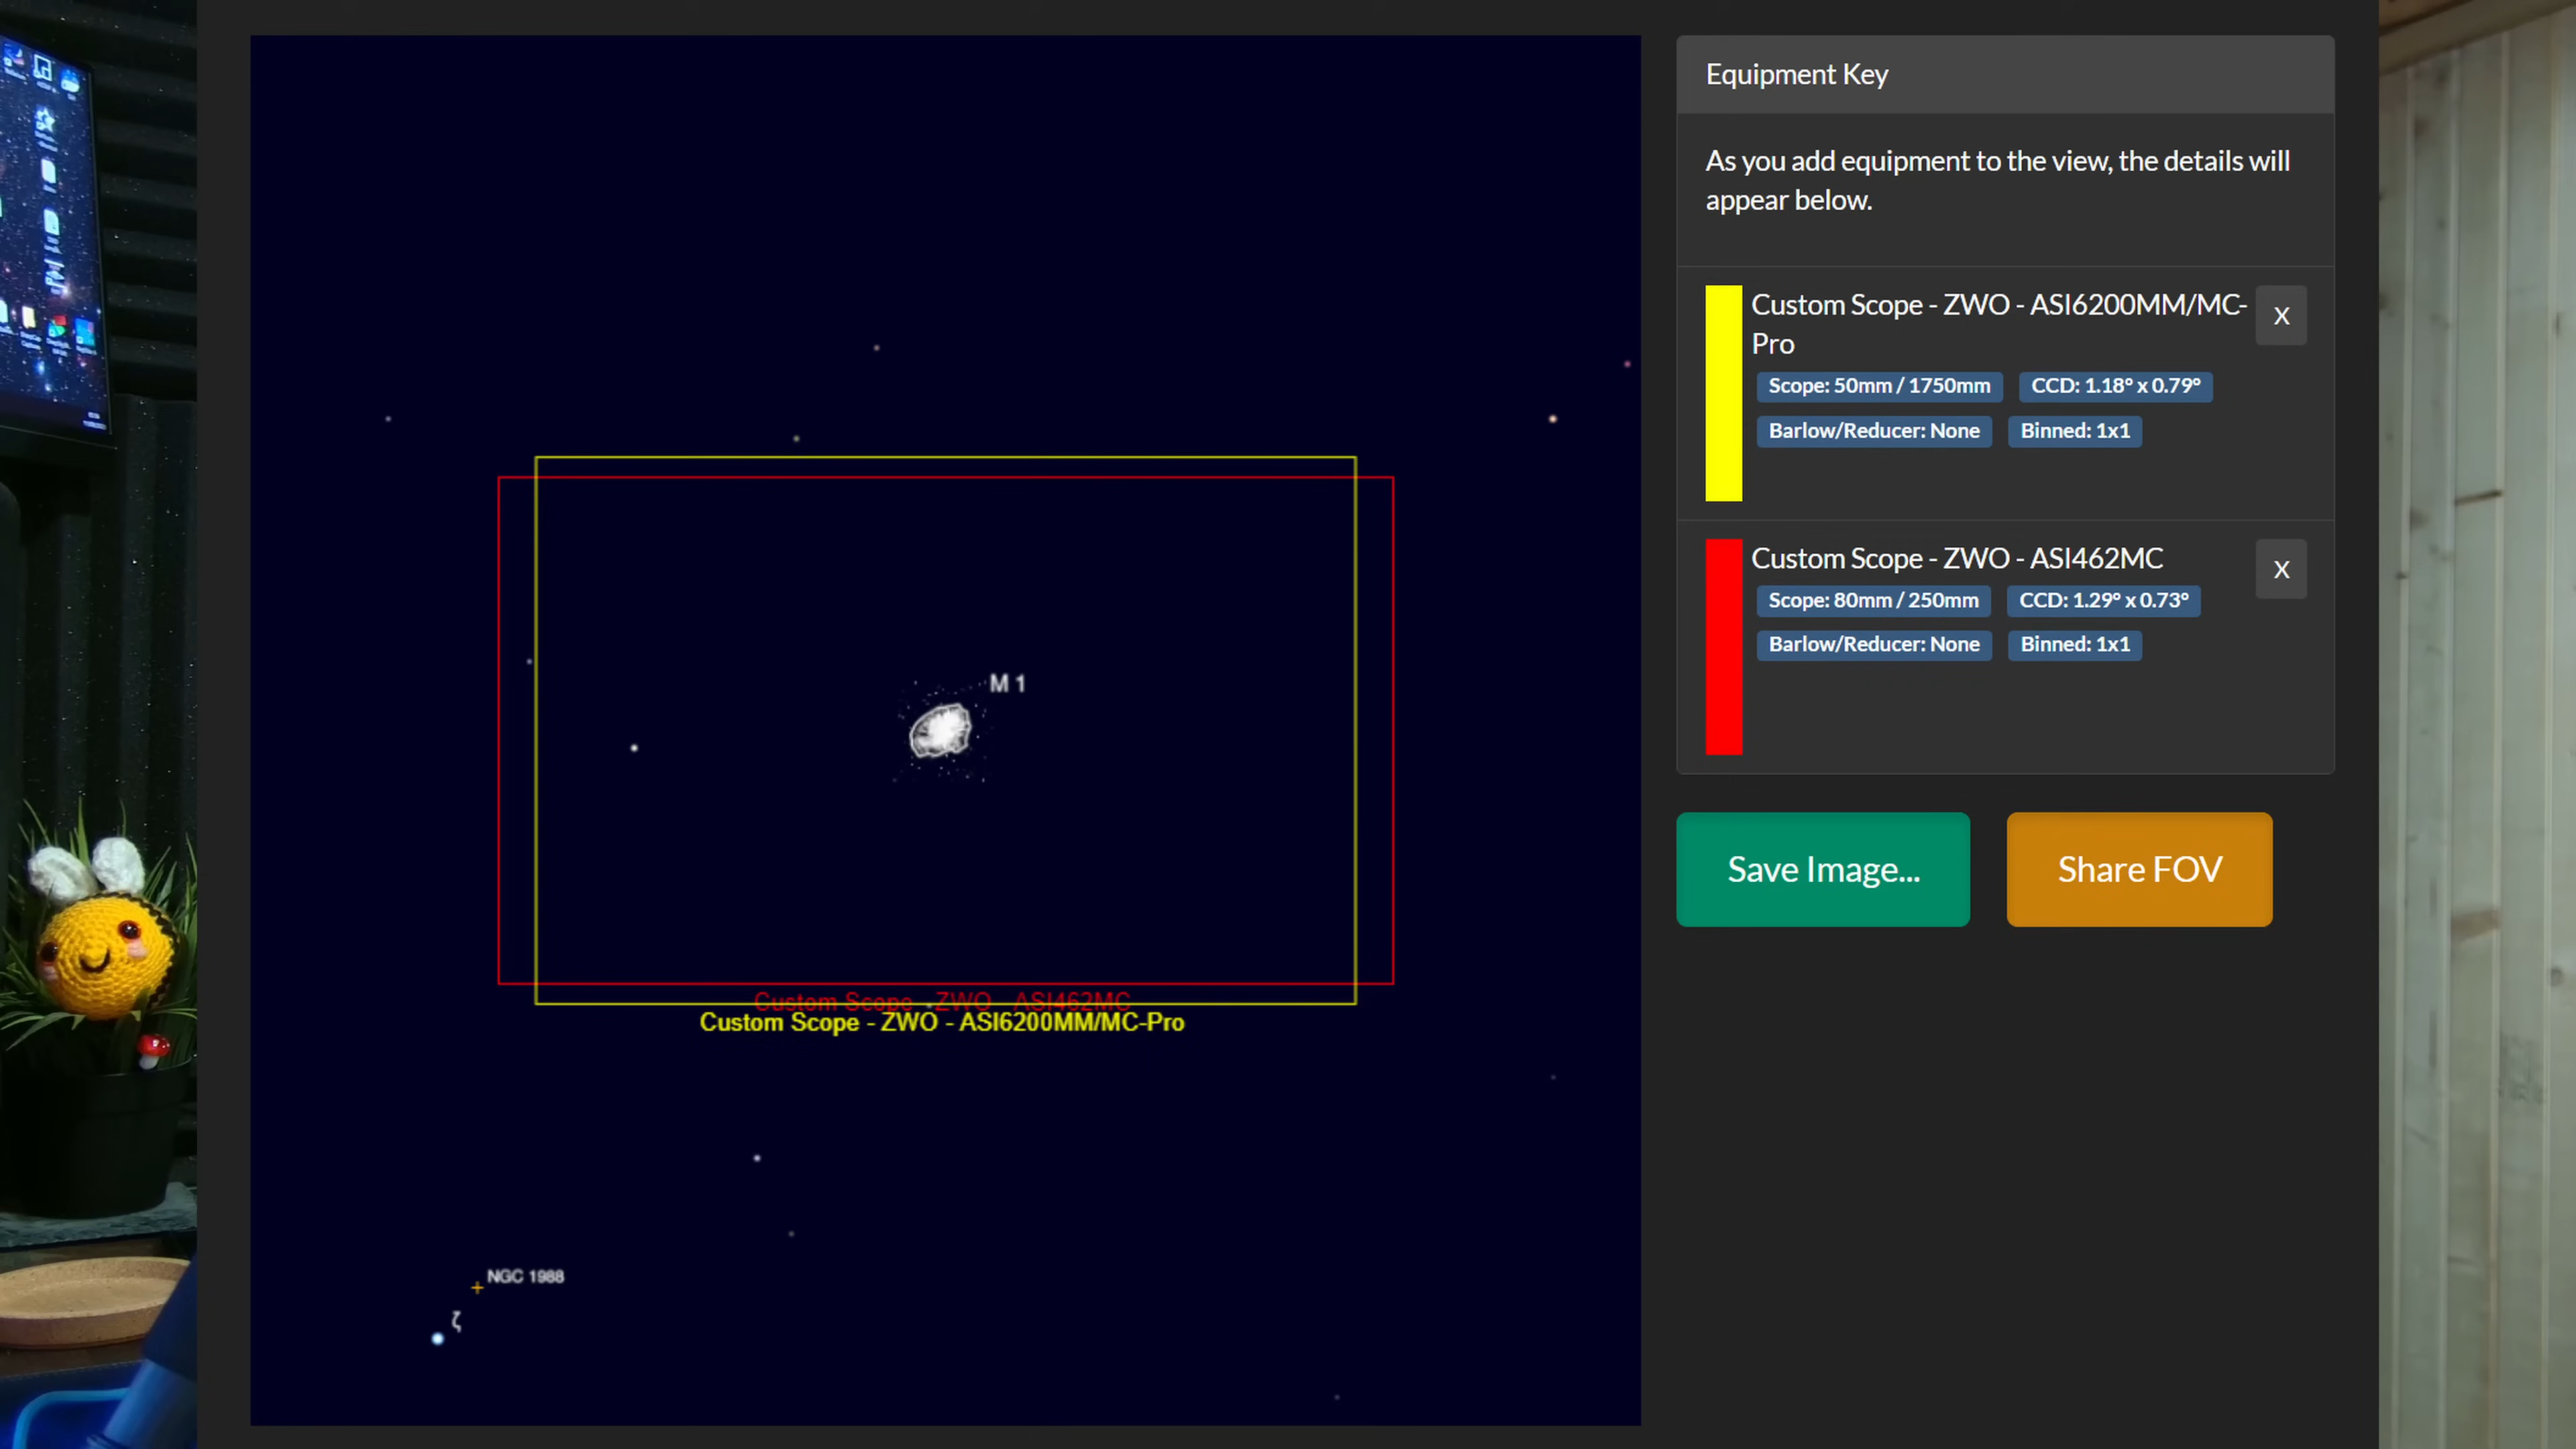 Equipment Key
As you add equipment to the view, the details will
appear below.
Custom Scope - ZWO - ASI6200MM/MC-
Pro
X
Scope: 50mm / 1750mm
CCD: 1.18° x 0.79°
Barlow/Reducer: None
Binned: 1x1
Custom Scope - ZWO - ASI462MC
X
Scope: 80mm / 250mm
CCD: 1.29° x 0.73°
Barlow/Reducer: None
Binned: 1x1
Save Image...
Share FOV
M 1
Custom Scope - ZWO - ASI462MC
Custom Scope - ZWO - ASI6200MM/MC-Pro
NGC 1988
ζ